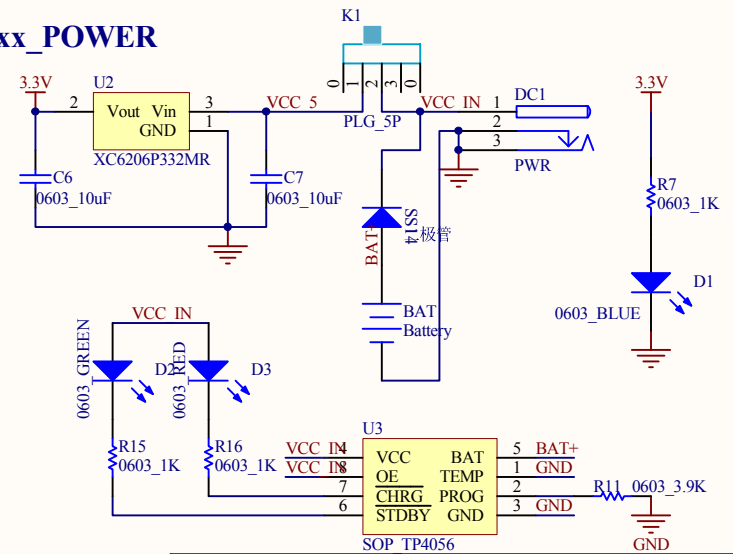 xx_POWER
K1
0 1 2 3 0
PLG_5P
3.3V
U2
2
Vout Vin
GND
3
1
XC6206P332MR
VCC_5
C6
0603_10uF
C7
0603_10uF
VCC_IN
DC1
1
2
3
PWR
SS14
极管
BAT+
BAT
Battery
3.3V
R7
0603_1K
D1
0603_BLUE
VCC_IN
0603_GREEN
D2
0603_RED
D3
R15
0603_1K
R16
0603_1K
U3
VCC_IN 4 VCC BAT 5 BAT+
VCC_IN 8 OE TEMP 1 GND
7 CHRG PROG 2
6 STDBY GND 3 GND
SOP_TP4056
R11 0603_3.9K
GND